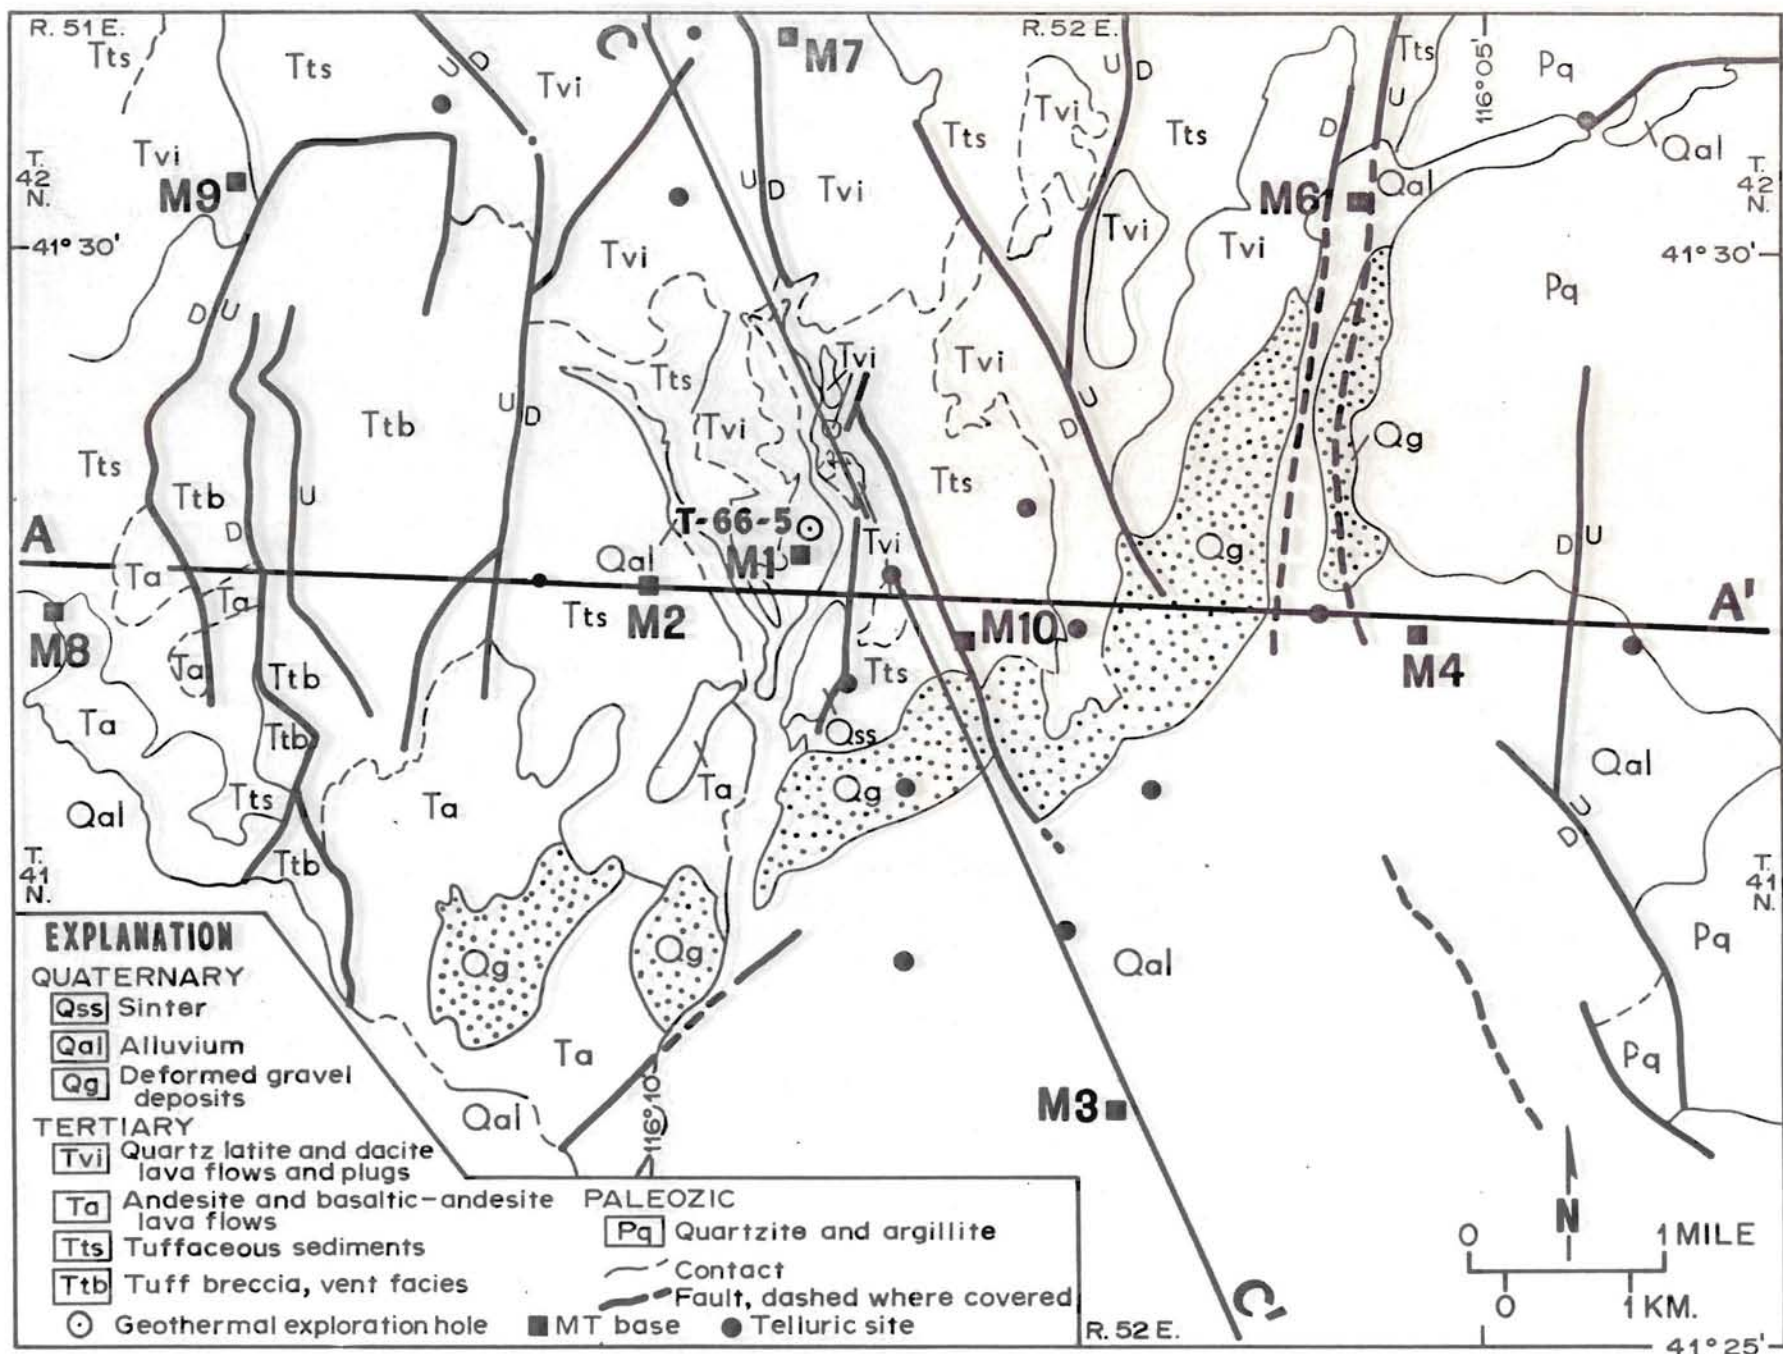 R. 51 E.
R. 52 E.
Tts
Tts
Tvi
C
M7
Tvi
U D
Tts
U
116°05'
Pq
Qal
T.
42
N.
Tvi
M9
U D
Tvi
Tts
Tts
D
M6
Qal
T.
42
N.
41°30'
Tvi
Tvi
Tvi
41°30'
Pq
D U
Tvi
Tts
Tvi
U D
Ttb
Tvi
U
D
Qg
Tts
Ttb
U
D
Tts
A
T-66-5
Qal
M1
Tvi
Qg
D U
Ta
Ta
M8
Tts
M2
M10
A'
M4
Ta
Ttb
Tts
Ta
Ttb
Qss
Qal
Tts
Ta
Ta
Qg
U
D
Qal
T.
41
N.
Ttb
T.
41
N.
Qg
Qg
Qal
Pq
Ta
Pq
Qal
116°10'
M3
C'
EXPLANATION
QUATERNARY
Qss Sinter
Qal Alluvium
Qg Deformed gravel
deposits
TERTIARY
Tvi Quartz latite and dacite
lava flows and plugs
Ta Andesite and basaltic-andesite
lava flows
Tts Tuffaceous sediments
Ttb Tuff breccia, vent facies
PALEOZIC
Pq Quartzite and argillite
Contact
Fault, dashed where covered
Geothermal exploration hole MT base Telluric site
R. 52 E.
N
0 1 MILE
0 1 KM.
41°25'